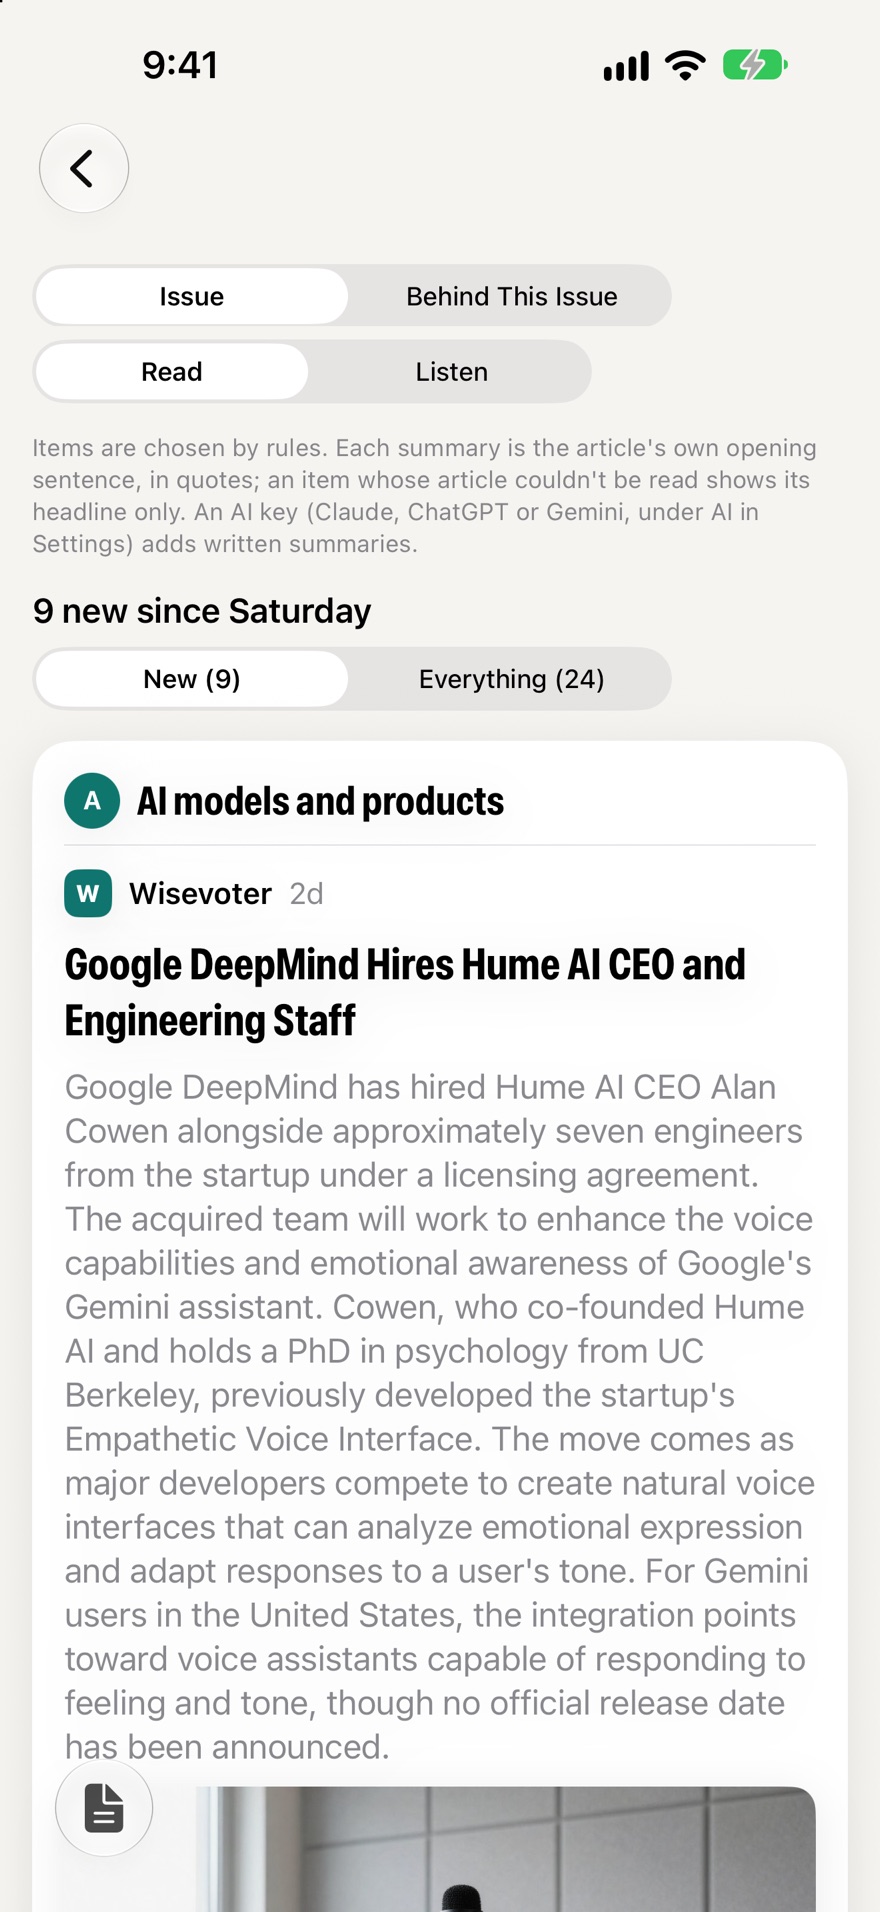 9:41
Issue
Behind This Issue
Read
Listen
Items are chosen by rules. Each summary is the article's own opening
sentence, in quotes; an item whose article couldn't be read shows its
headline only. An AI key (Claude, ChatGPT or Gemini, under AI in
Settings) adds written summaries.
9 new since Saturday
New (9)
Everything (24)
A
AI models and products
W
Wisevoter 2d
Google DeepMind Hires Hume AI CEO and
Engineering Staff
Google DeepMind has hired Hume AI CEO Alan
Cowen alongside approximately seven engineers
from the startup under a licensing agreement.
The acquired team will work to enhance the voice
capabilities and emotional awareness of Google's
Gemini assistant. Cowen, who co-founded Hume
AI and holds a PhD in psychology from UC
Berkeley, previously developed the startup's
Empathetic Voice Interface. The move comes as
major developers compete to create natural voice
interfaces that can analyze emotional expression
and adapt responses to a user's tone. For Gemini
users in the United States, the integration points
toward voice assistants capable of responding to
feeling and tone, though no official release date
has been announced.